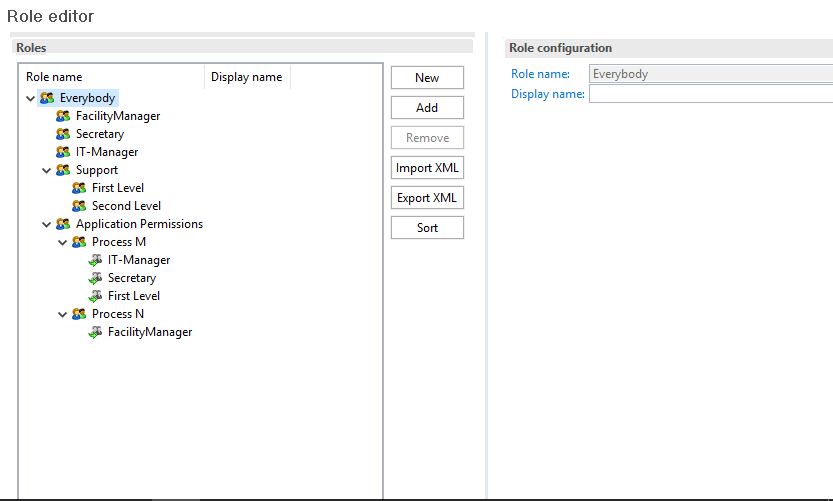 Role editor
Roles
Role name Display name
Everybody
FacilityManager
Secretary
IT-Manager
Support
First Level
Second Level
Application Permissions
Process M
IT-Manager
Secretary
First Level
Process N
FacilityManager
New
Add
Remove
Import XML
Export XML
Sort
Role configuration
Role name: Everybody
Display name: